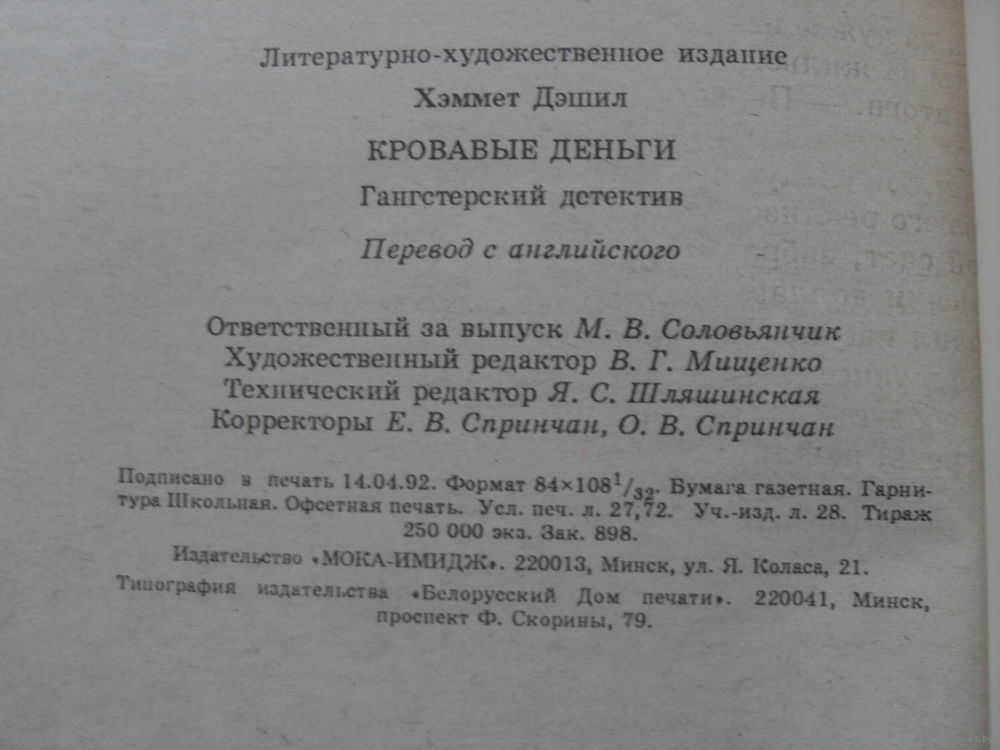 Литературно-художественное издание
Хэммет Дэшил
КРОВАВЫЕ ДЕНЬГИ
Гангстерский детектив
Перевод с английского
Ответственный за выпуск М. В. Соловьянчик
Художественный редактор В. Г. Мищенко
Технический редактор Я. С. Шляшинская
Корректоры Е. В. Спринчан, О. В. Спринчан
Подписано в печать 14.04.92. Формат 84×108¹/₃₂. Бумага газетная. Гарни-
тура Школьная. Офсетная печать. Усл. печ. л. 27,72. Уч.-изд. л. 28. Тираж
250 000 экз. Зак. 898.
Издательство «МОКА-ИМИДЖ». 220013, Минск, ул. Я. Коласа, 21.
Типография издательства «Белорусский Дом печати». 220041, Минск,
проспект Ф. Скорины, 79.